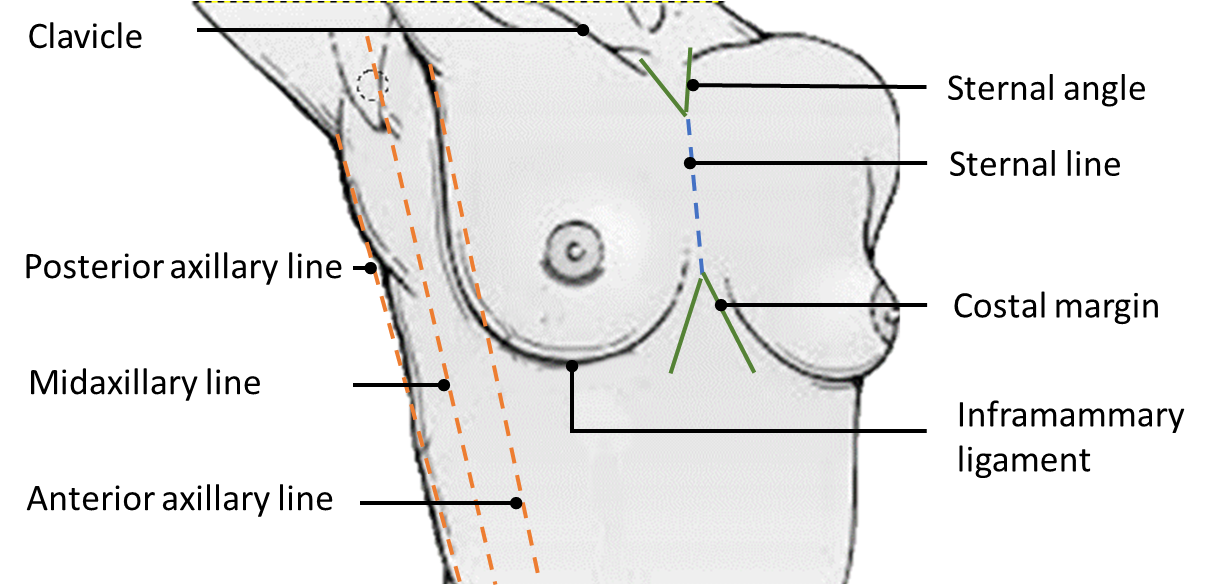 Clavicle
Sternal angle
Sternal line
Posterior axillary line
Costal margin
Midaxillary line
Inframammary
ligament
Anterior axillary line